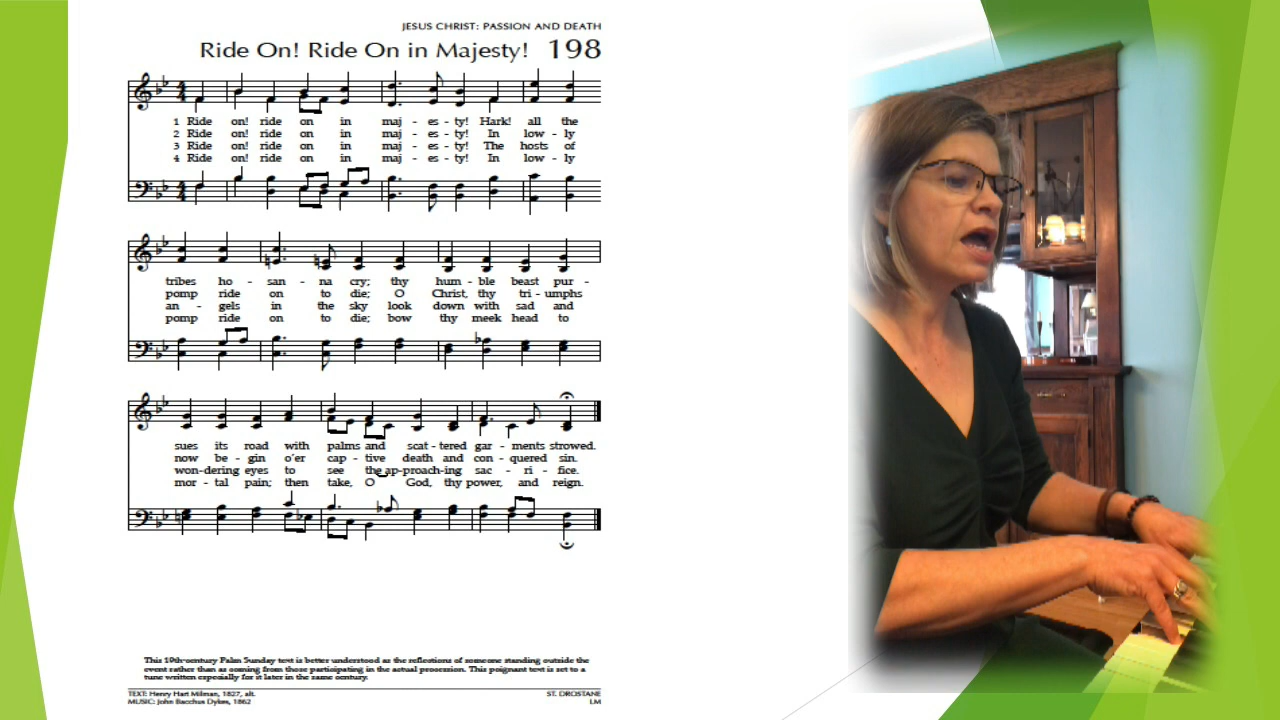 JESUS CHRIST: PASSION AND DEATH
Ride On! Ride On in Majesty! 198
1 Ride on! ride on in maj - es - ty! Hark! all the
2 Ride on! ride on in maj - es - ty! In low - ly
3 Ride on! ride on in maj - es - ty! The hosts of
4 Ride on! ride on in maj - es - ty! In low - ly
tribes ho - san - na cry; thy hum - ble beast pur -
pomp ride on to die; O Christ, thy tri - umphs
an - gels in the sky look down with sad and
pomp ride on to die; bow thy meek head to
sues its road with palms and scat - tered gar - ments strowed.
now be - gin o'er cap - tive death and con - quered sin.
won - dering eyes to see the ap-proach-ing sac - ri - fice.
mor - tal pain; then take, O God, thy power, and reign.
This 19th-century Palm Sunday text is better understood as the reflections of someone standing outside the
event rather than as coming from those participating in the actual procession. This poignant text is set to a
tune written especially for it later in the same century.
TEXT: Henry Hart Milman, 1827, alt.
MUSIC: John Bacchus Dykes, 1862
ST. DROSTANE
LM